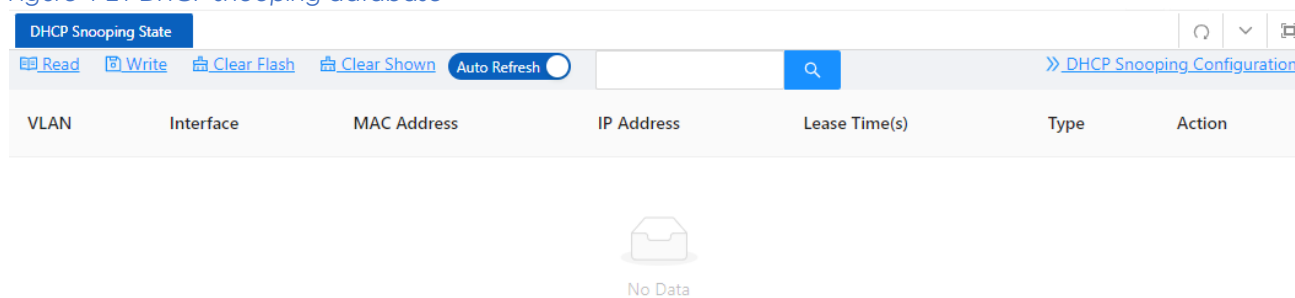 DHCP Snooping State
Read Write Clear Flash Clear Shown Auto Refresh DHCP Snooping Configuration
VLAN Interface MAC Address IP Address Lease Time(s) Type Action
No Data